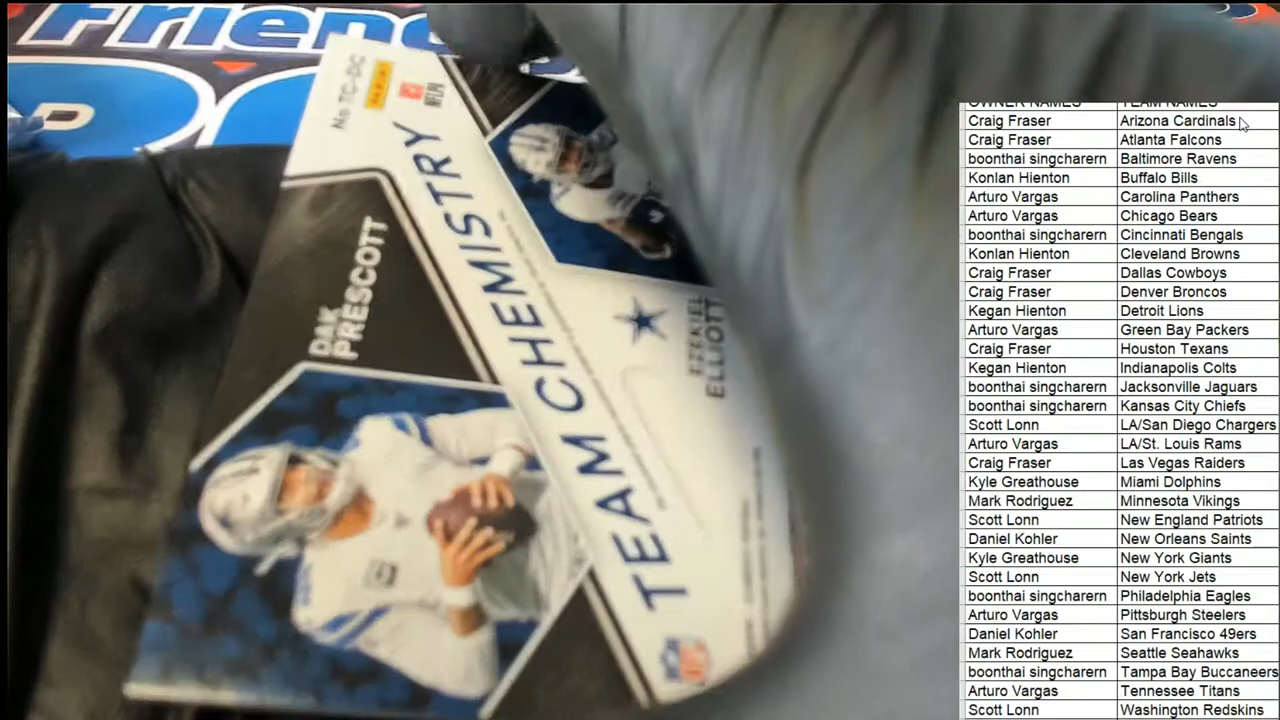 Friend
No. TC-DC
PANINI
NFLPA
TEAM CHEMISTRY
DAK
PRESCOTT
EZEKIEL
ELLIOTT
OWNER NAMES TEAM NAMES
Craig Fraser Arizona Cardinals
Craig Fraser Atlanta Falcons
boonthai singcharern Baltimore Ravens
Konlan Hienton Buffalo Bills
Arturo Vargas Carolina Panthers
Arturo Vargas Chicago Bears
boonthai singcharern Cincinnati Bengals
Konlan Hienton Cleveland Browns
Craig Fraser Dallas Cowboys
Craig Fraser Denver Broncos
Kegan Hienton Detroit Lions
Arturo Vargas Green Bay Packers
Craig Fraser Houston Texans
Kegan Hienton Indianapolis Colts
boonthai singcharern Jacksonville Jaguars
boonthai singcharern Kansas City Chiefs
Scott Lonn LA/San Diego Chargers
Arturo Vargas LA/St. Louis Rams
Craig Fraser Las Vegas Raiders
Kyle Greathouse Miami Dolphins
Mark Rodriguez Minnesota Vikings
Scott Lonn New England Patriots
Daniel Kohler New Orleans Saints
Kyle Greathouse New York Giants
Scott Lonn New York Jets
boonthai singcharern Philadelphia Eagles
Arturo Vargas Pittsburgh Steelers
Daniel Kohler San Francisco 49ers
Mark Rodriguez Seattle Seahawks
boonthai singcharern Tampa Bay Buccaneers
Arturo Vargas Tennessee Titans
Scott Lonn Washington Redskins